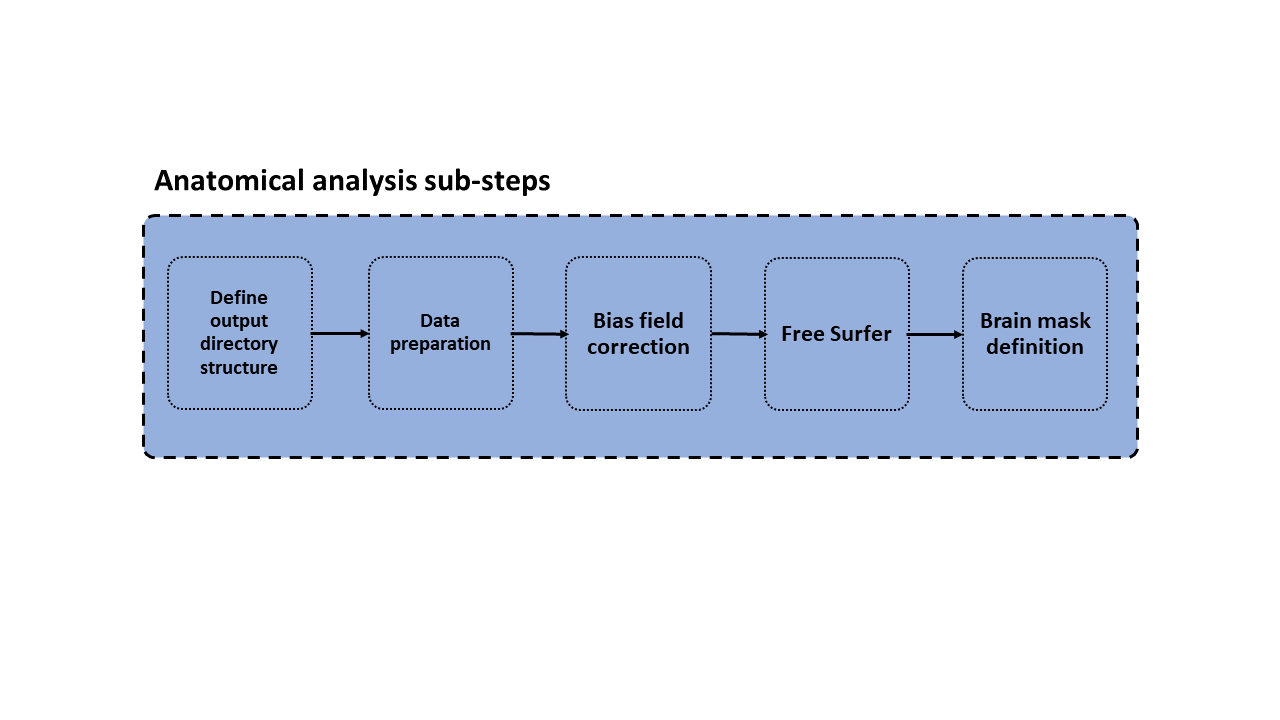 Anatomical analysis sub-steps
Define
output
directory
structure
Data
preparation
Bias field
correction
Free Surfer
Brain mask
definition